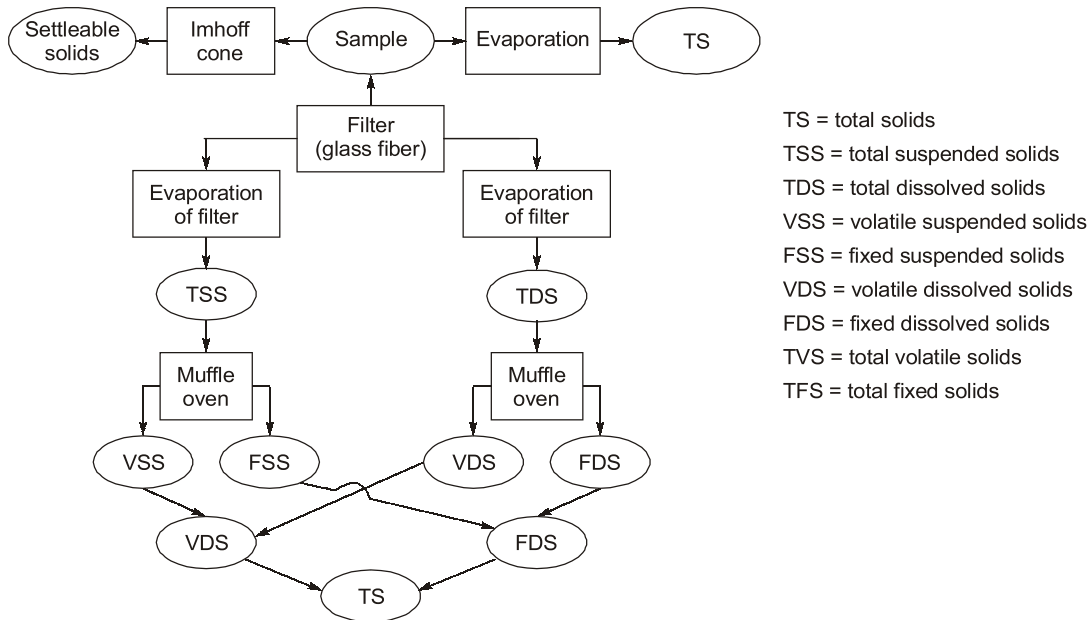 Settleable
solids
Imhoff
cone
Sample
Evaporation
TS
Filter
(glass fiber)
Evaporation
of filter
Evaporation
of filter
TSS
TDS
Muffle
oven
Muffle
oven
VSS
FSS
VDS
FDS
VDS
FDS
TS
TS = total solids
TSS = total suspended solids
TDS = total dissolved solids
VSS = volatile suspended solids
FSS = fixed suspended solids
VDS = volatile dissolved solids
FDS = fixed dissolved solids
TVS = total volatile solids
TFS = total fixed solids